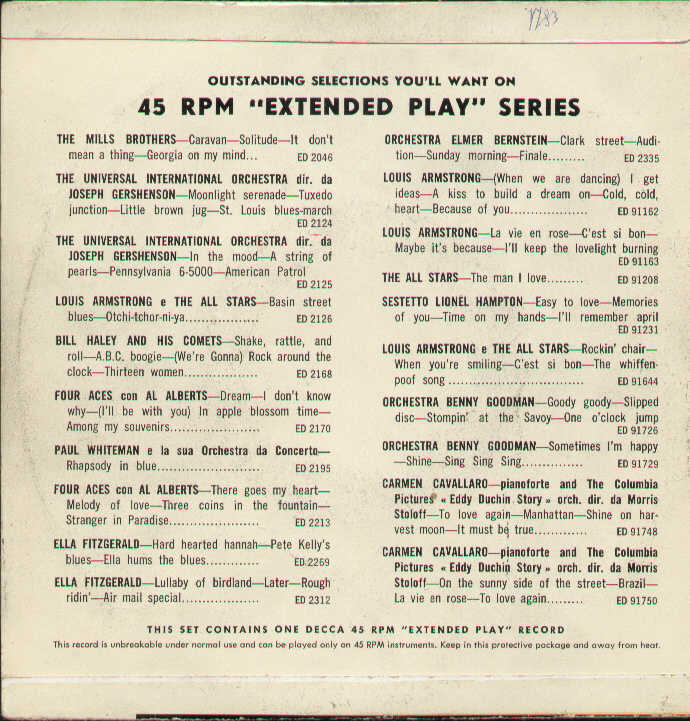 OUTSTANDING SELECTIONS YOU'LL WANT ON
45 RPM "EXTENDED PLAY" SERIES
THE MILLS BROTHERS—Caravan—Solitude—It don't
mean a thing—Georgia on my mind... ED 2046
THE UNIVERSAL INTERNATIONAL ORCHESTRA dir. da
JOSEPH GERSHENSON—Moonlight serenade—Tuxedo
junction—Little brown jug—St. Louis blues-march
ED 2124
THE UNIVERSAL INTERNATIONAL ORCHESTRA dir. da
JOSEPH GERSHENSON—In the mood—A string of
pearls—Pennsylvania 6-5000—American Patrol
ED 2125
LOUIS ARMSTRONG e THE ALL STARS—Basin street
blues—Otchi-tchor-ni-ya.................. ED 2126
BILL HALEY AND HIS COMETS—Shake, rattle, and
roll—A.B.C. boogie—(We're Gonna) Rock around the
clock—Thirteen women.................. ED 2168
FOUR ACES con AL ALBERTS—Dream—I don't know
why—(I'll be with you) In apple blossom time—
Among my souvenirs...................... ED 2170
PAUL WHITEMAN e la sua Orchestra da Concerto—
Rhapsody in blue......................... ED 2195
FOUR ACES con AL ALBERTS—There goes my heart—
Melody of love—Three coins in the fountain—
Stranger in Paradise...................... ED 2213
ELLA FITZGERALD—Hard hearted hannah—Pete Kelly's
blues—Ella hums the blues............. ED 2269
ELLA FITZGERALD—Lullaby of birdland—Later—Rough
ridin'—Air mail special................... ED 2312
ORCHESTRA ELMER BERNSTEIN—Clark street—Audi-
tion—Sunday morning—Finale......... ED 2335
LOUIS ARMSTRONG—(When we are dancing) I get
ideas—A kiss to build a dream on—Cold, cold,
heart—Because of you................... ED 91162
LOUIS ARMSTRONG—La vie en rose—C'est si bon—
Maybe it's because—I'll keep the lovelight burning
ED 91163
THE ALL STARS—The man I love......... ED 91208
SESTETTO LIONEL HAMPTON—Easy to love—Memories
of you—Time on my hands—I'll remember april
ED 91231
LOUIS ARMSTRONG e THE ALL STARS—Rockin' chair—
When you're smiling—C'est si bon—The whiffen-
poof song ................................. ED 91644
ORCHESTRA BENNY GOODMAN—Goody goody—Slipped
disc—Stompin' at the Savoy—One o'clock jump
ED 91726
ORCHESTRA BENNY GOODMAN—Sometimes I'm happy
—Shine—Sing Sing Sing............... ED 91729
CARMEN CAVALLARO—pianoforte and The Columbia
Pictures « Eddy Duchin Story » orch. dir. da Morris
Stoloff—To love again—Manhattan—Shine on har-
vest moon—It must be true............. ED 91748
CARMEN CAVALLARO—pianoforte and The Columbia
Pictures « Eddy Duchin Story » orch. dir. da Morris
Stoloff—On the sunny side of the street—Brazil—
La vie en rose—To love again......... ED 91750
THIS SET CONTAINS ONE DECCA 45 RPM "EXTENDED PLAY" RECORD
This record is unbreakable under normal use and can be played only on 45 RPM instruments. Keep in this protective package and away from heat.